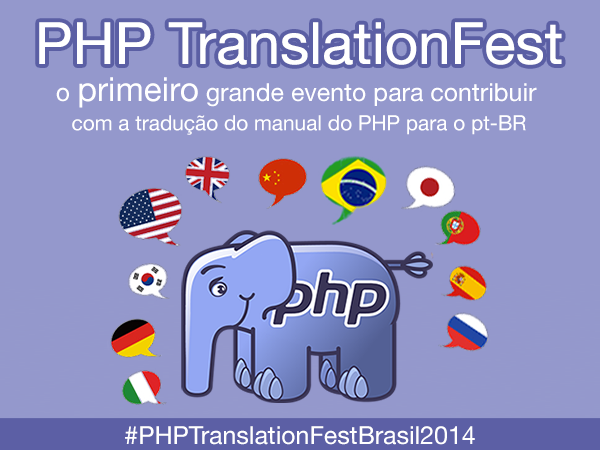 PHP TranslationFest
o primeiro grande evento para contribuir
com a tradução do manual do PHP para o pt-BR
php
#PHPTranslationFestBrasil2014